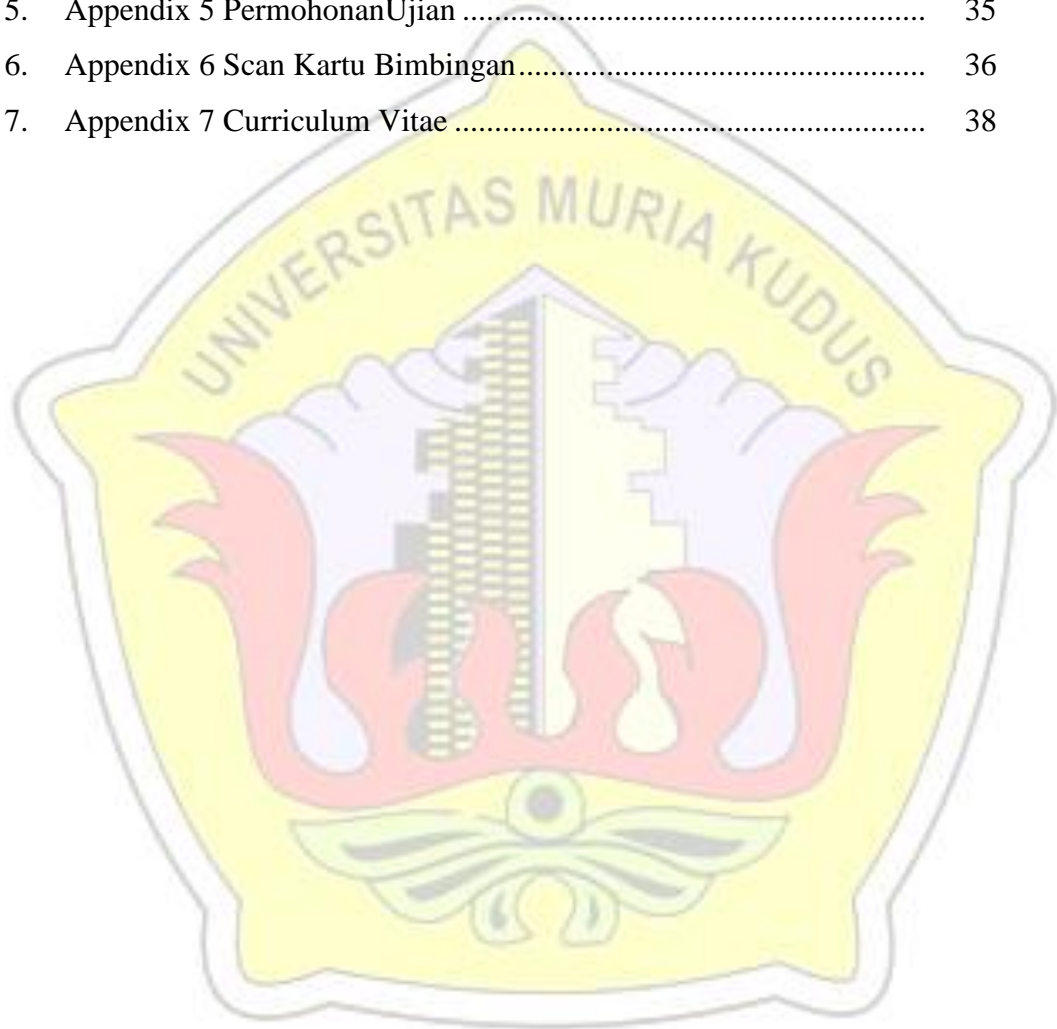 5. Appendix 5 PermohonanUjian .......................................................... 35
6. Appendix 6 Scan Kartu Bimbingan................................................... 36
7. Appendix 7 Curriculum Vitae ........................................................... 38
UNIVERSITAS MURIA KUDUS